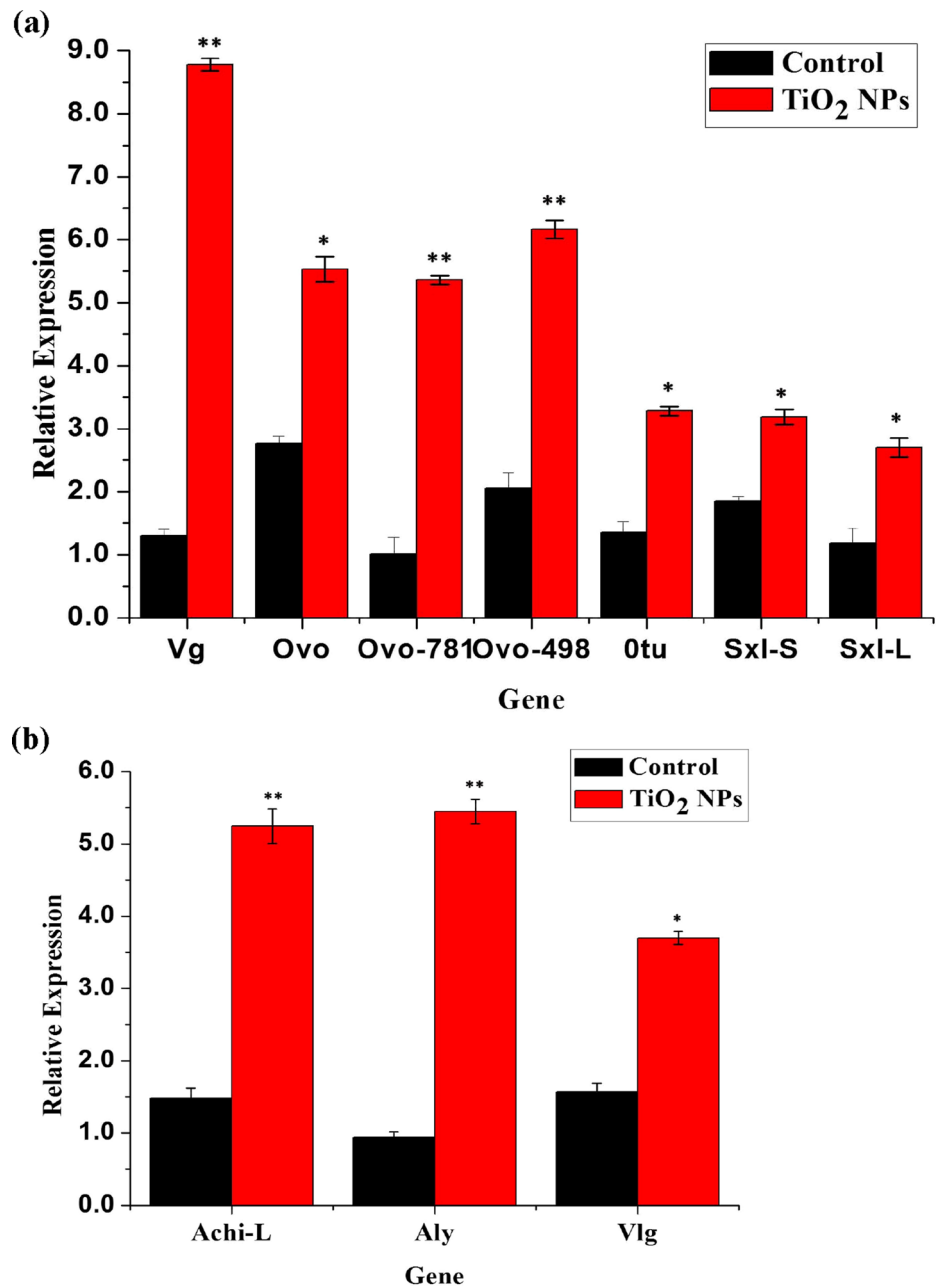 (a)
**
9.0
Control
TiO2 NPs
8.0
7.0
**
6.0
*
**
5.0
4.0
*
*
*
3.0
2.0
1.0
0.0
Relative Expression
Vg Ovo Ovo-781 Ovo-498 0tu Sxl-S Sxl-L
Gene
(b)
6.0
Control
TiO2 NPs
**
**
5.0
4.0
*
3.0
2.0
1.0
0.0
Relative Expression
Achi-L Aly Vlg
Gene